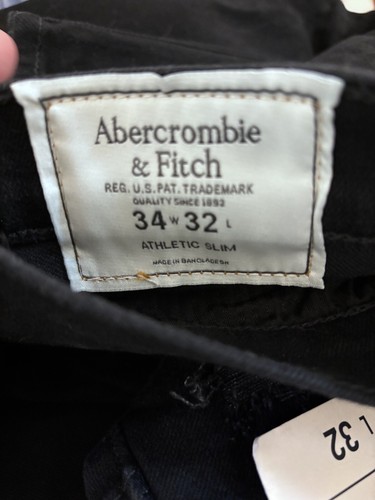 Abercrombie
& Fitch
REG. U.S. PAT. TRADEMARK
QUALITY SINCE 1892
34 W 32 L
ATHLETIC SLIM
MADE IN BANGLADESH
L 32